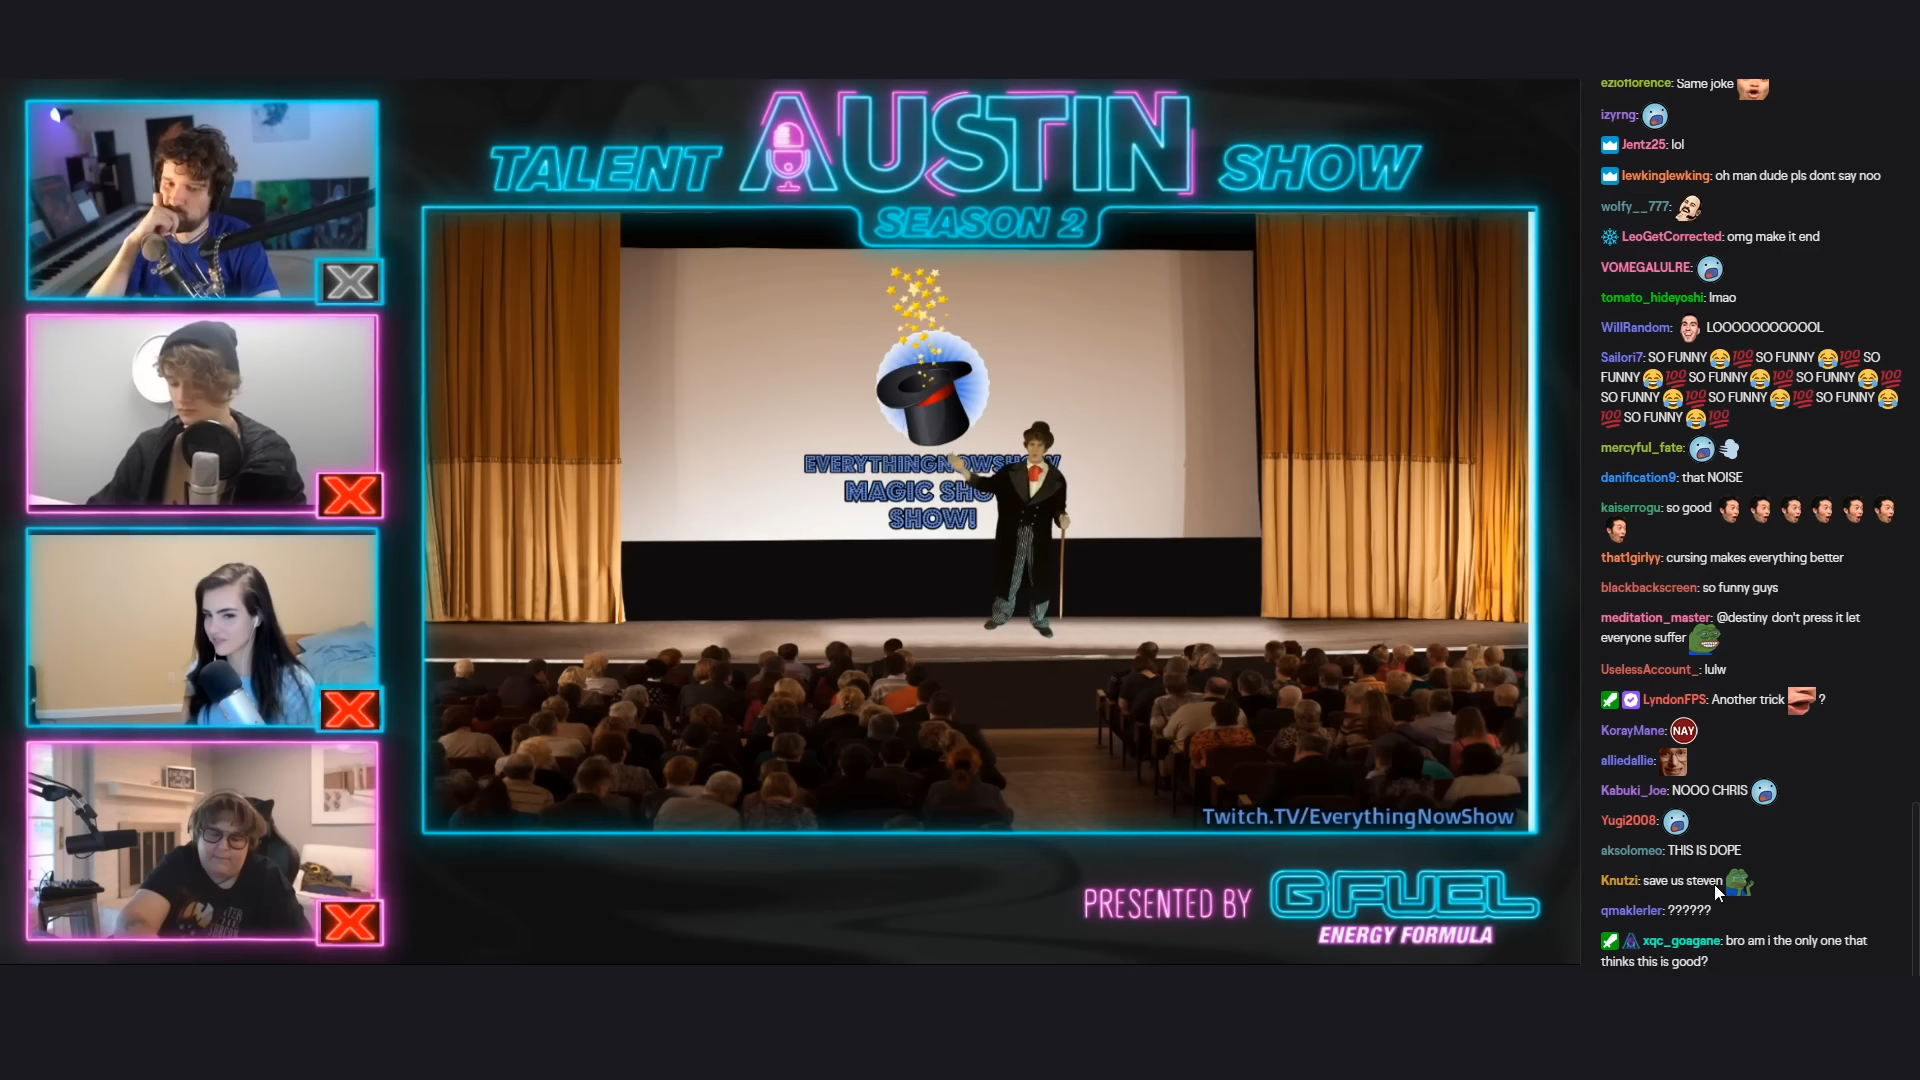 TALENT AUSTIN SHOW
SEASON 2
EVERYTHINGNOWSHOW
MAGIC SHOW
SHOW!
Twitch.TV/EverythingNowShow
PRESENTED BY GFUEL
ENERGY FORMULA
ezioflorence: Same joke
izyrng:
Jentz25: lol
lewkinglewking: oh man dude pls dont say noo
wolfy__777:
LeoGetCorrected: omg make it end
VOMEGALULRE:
tomato_hideyoshi: lmao
WillRandom: LOOOOOOOOOOOL
Sailori7: SO FUNNY 😂💯 SO FUNNY 😂💯 SO
FUNNY 😂💯 SO FUNNY 😂💯 SO FUNNY 😂💯
SO FUNNY 😂💯 SO FUNNY 😂💯 SO FUNNY 😂
💯 SO FUNNY 😂💯
mercyful_fate: 💨
danification9: that NOISE
kaiserrogu: so good
that1girlyy: cursing makes everything better
blackbackscreen: so funny guys
meditation_master: @destiny don't press it let
everyone suffer
UselessAccount_: lulw
LyndonFPS: Another trick ?
KorayMane: NAY
alliedallie:
Kabuki_Joe: NOOO CHRIS
Yugi2008:
aksolomeo: THIS IS DOPE
Knutzi: save us steven
qmaklerler: ??????
xqc_goagane: bro am i the only one that
thinks this is good?